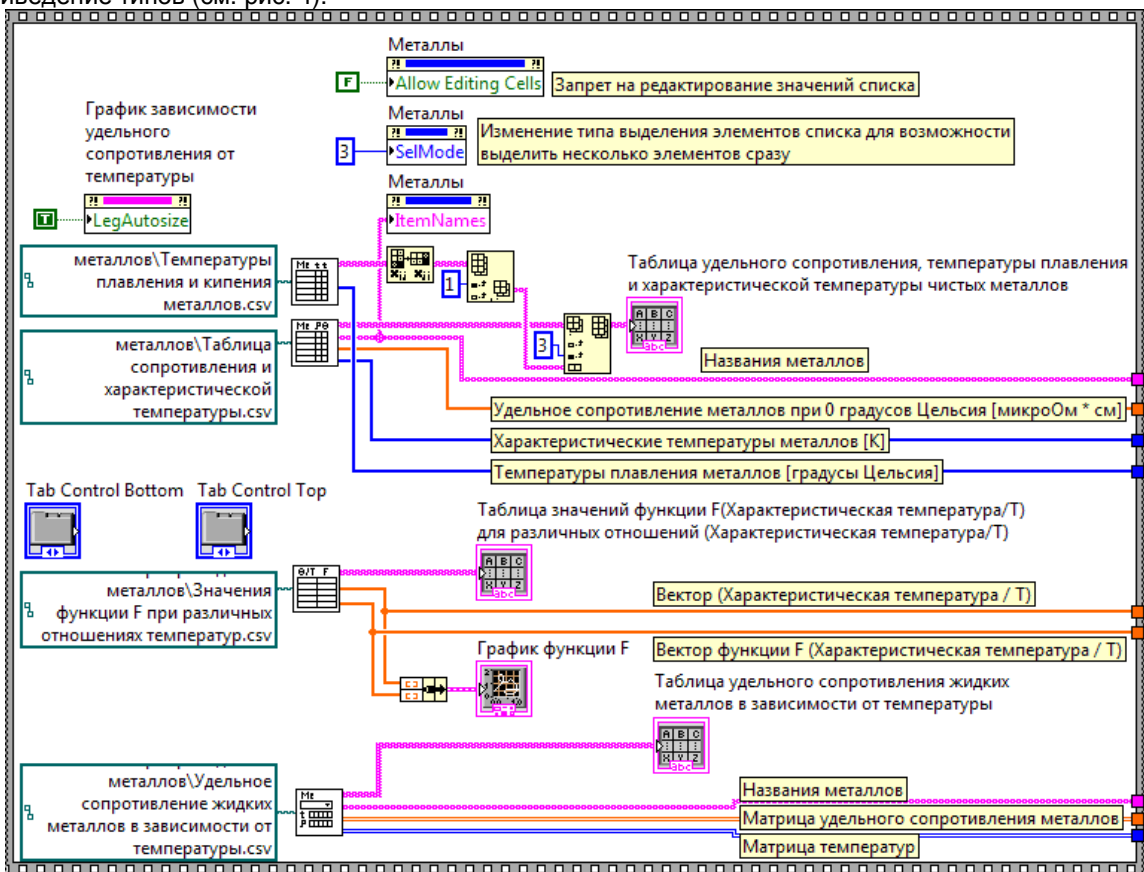 иведение типов (см. рис. 4).
Металлы
Allow Editing Cells
F
Запрет на редактирование значений списка
График зависимости
удельного
сопротивления от
температуры
Металлы
3
SelMode
Изменение типа выделения элементов списка для возможности
выделить несколько элементов сразу
Металлы
ItemNames
T
LegAutosize
металлов\Температуры
плавления и кипения
металлов.csv
Me t t
1
Таблица удельного сопротивления, температуры плавления
и характеристической температуры чистых металлов
металлов\Таблица
сопротивления и
характеристической
температуры.csv
Me ρθ
3
Названия металлов
Удельное сопротивление металлов при 0 градусов Цельсия [микроОм * см]
Характеристические температуры металлов [К]
Температуры плавления металлов [градусы Цельсия]
Tab Control Bottom
Tab Control Top
Таблица значений функции F(Характеристическая температура/Т)
для различных отношений (Характеристическая температура/Т)
металлов\Значения
функции F при различных
отношениях температур.csv
θ/T F
Вектор (Характеристическая температура / Т)
График функции F
Вектор функции F (Характеристическая температура / Т)
Таблица удельного сопротивления жидких
металлов в зависимости от температуры
металлов\Удельное
сопротивление жидких
металлов в зависимости от
температуры.csv
Me
t
ρ
Названия металлов
Матрица удельного сопротивления металлов
Матрица температур